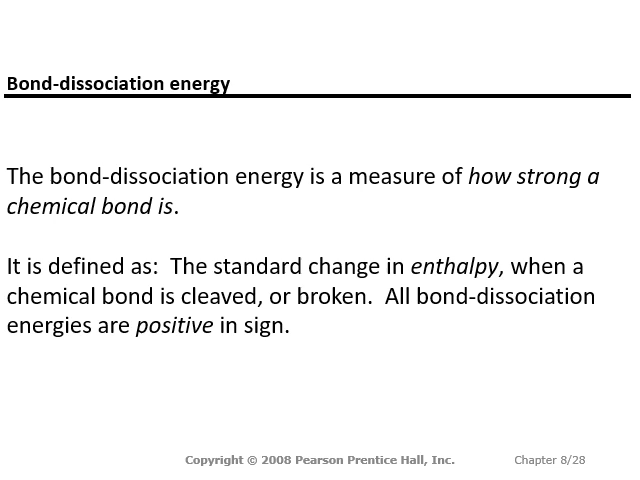 Bond-dissociation energy
The bond-dissociation energy is a measure of how strong a
chemical bond is.
It is defined as:  The standard change in enthalpy, when a
chemical bond is cleaved, or broken.  All bond-dissociation
energies are positive in sign.
Copyright © 2008 Pearson Prentice Hall, Inc.
Chapter 8/28